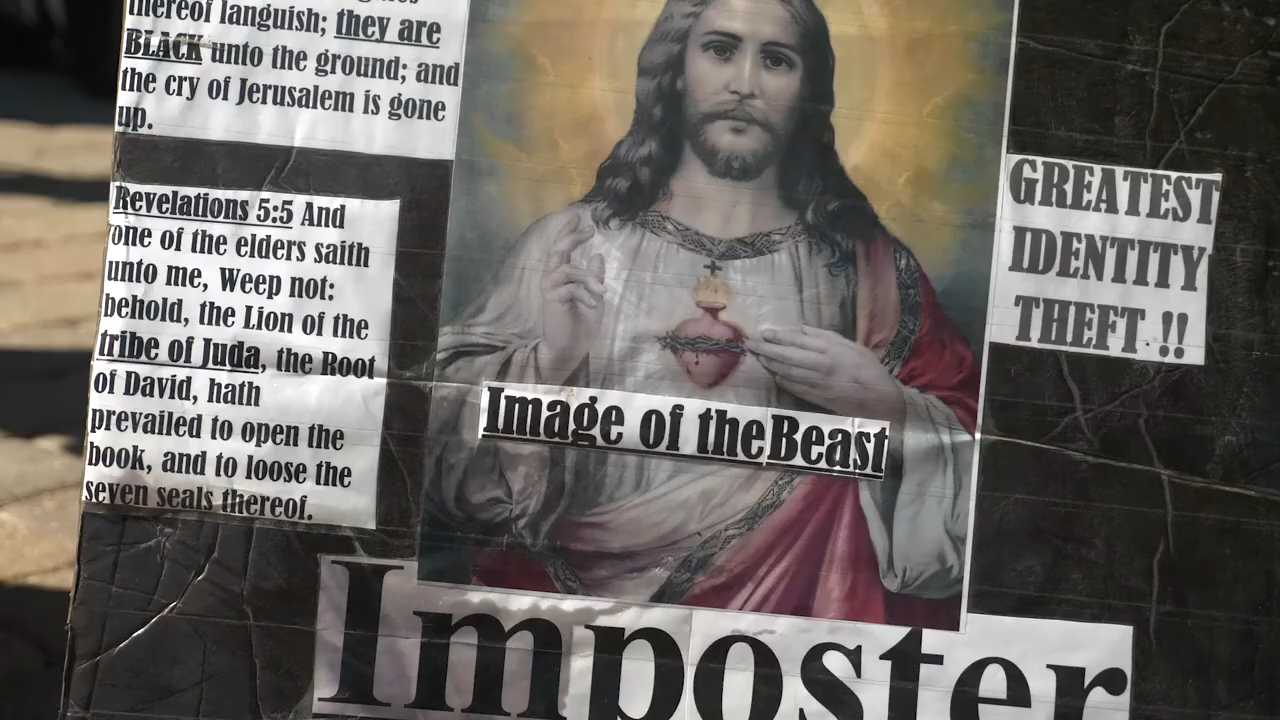 thereof languish; they are
BLACK unto the ground; and
the cry of Jerusalem is gone
up.
Revelations 5:5 And
one of the elders saith
unto me, Weep not:
behold, the Lion of the
tribe of Juda, the Root
of David, hath
prevailed to open the
book, and to loose the
seven seals thereof.
Image of the Beast
GREATEST
IDENTITY
THEFT !!
Imposter